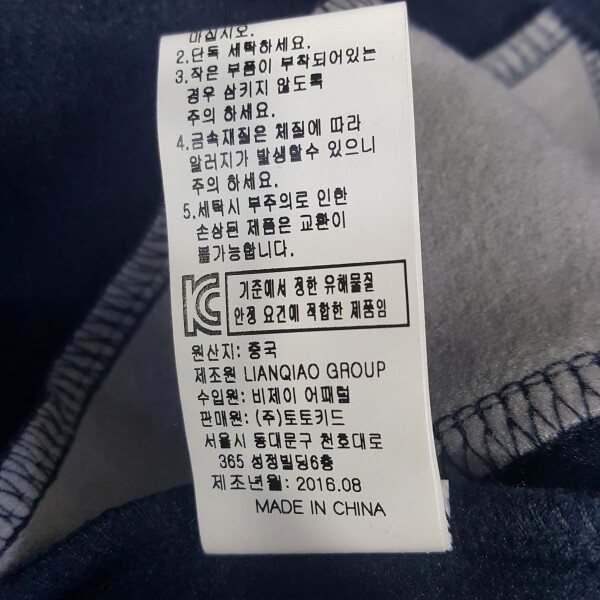 마십시오.
2.단독 세탁하세요.
3.작은 부품이 부착되어있는
경우 삼키지 않도록
주의 하세요.
4.금속재질은 체질에 따라
알러지가 발생할수 있으니
주의 하세요.
5.세탁시 부주의로 인한
손상된 제품은 교환이
불가능합니다.
KC 기준에서 정한 유해물질
안정 요건에 적합한 제품임
원산지: 중국
제조원 LIANQIAO GROUP
수입원: 비제이 어패럴
판매원: (주)토토키드
서울시 동대문구 천호대로
365 성정빌딩6층
제조년월: 2016.08
MADE IN CHINA